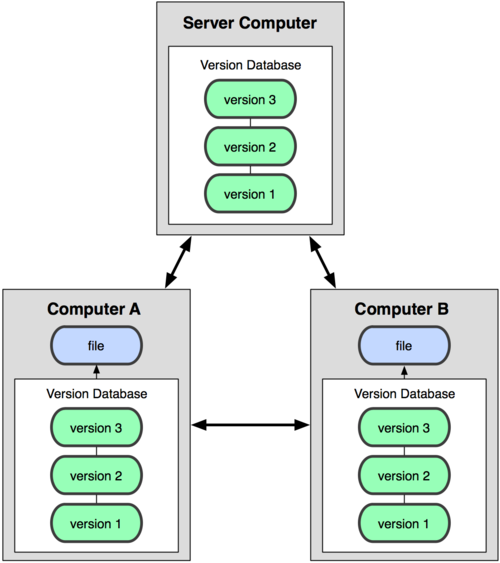 Server Computer
Version Database
version 3
version 2
version 1
Computer A
file
Version Database
version 3
version 2
version 1
Computer B
file
Version Database
version 3
version 2
version 1